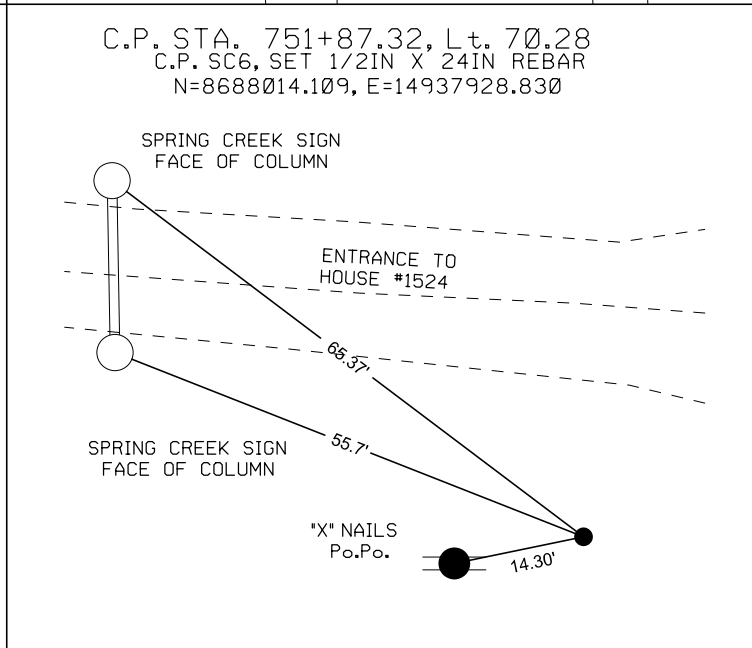 C.P. STA. 751+87.32, Lt. 70.28
C.P. SC6, SET 1/2IN X 24IN REBAR
N=8688014.109, E=14937928.830
SPRING CREEK SIGN
FACE OF COLUMN
ENTRANCE TO
HOUSE #1524
65.37'
55.7'
SPRING CREEK SIGN
FACE OF COLUMN
"X" NAILS
Po.Po.
14.30'